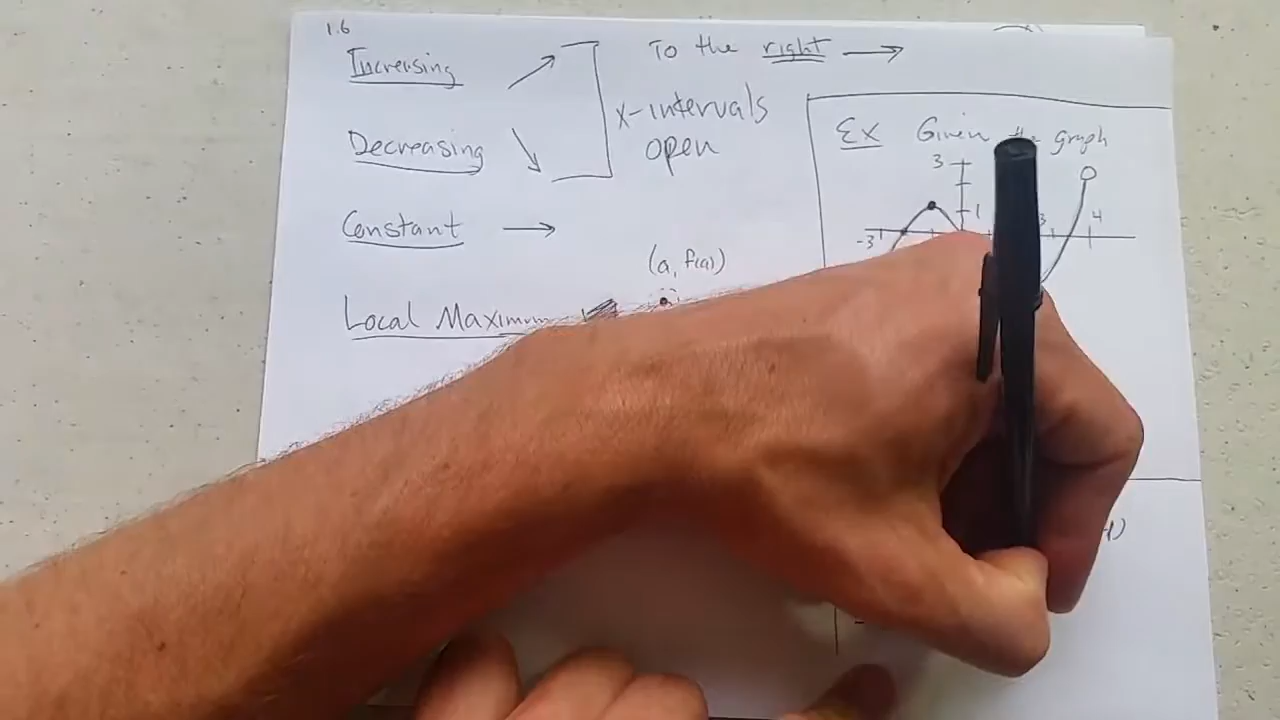 1.6
Increasing
To the right
x-intervals
open
Decreasing
Constant
(a, f(a))
Local Maximum
Ex Given the graph
3
1
-3
3
4